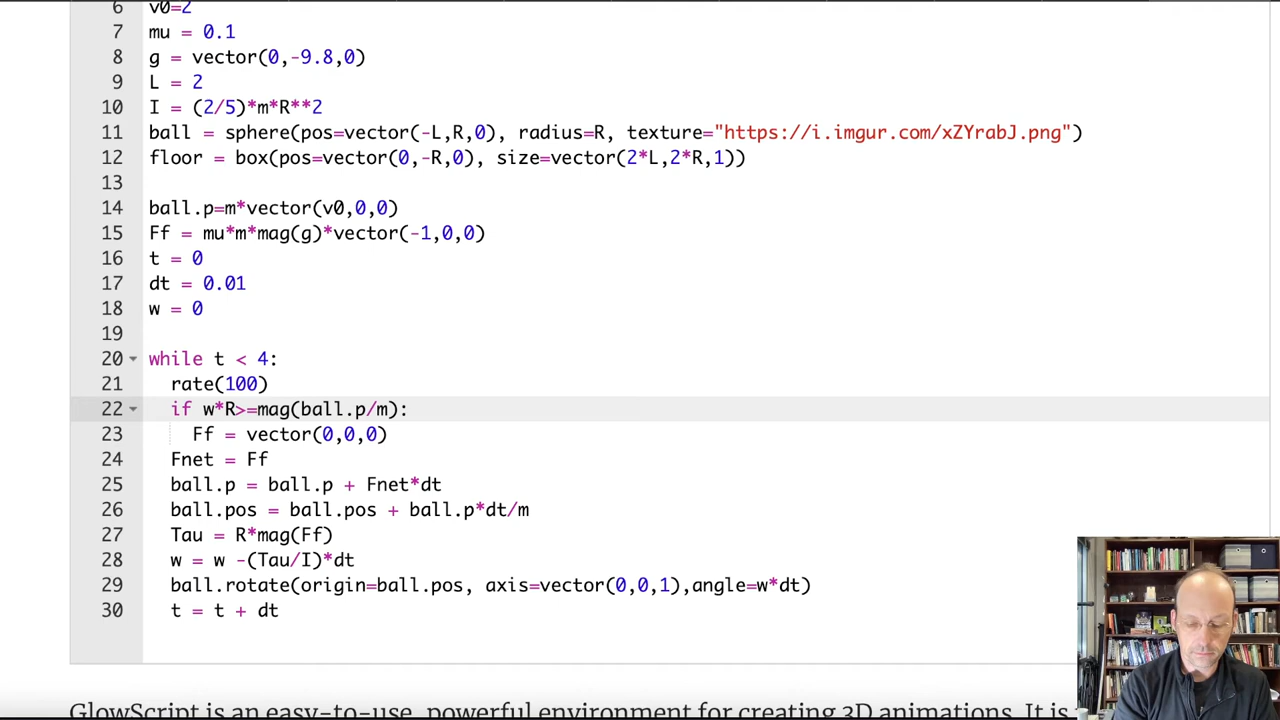 6 v0=2
7 mu = 0.1
8 g = vector(0,-9.8,0)
9 L = 2
10 I = (2/5)*m*R**2
11 ball = sphere(pos=vector(-L,R,0), radius=R, texture="https://i.imgur.com/xZYrabJ.png")
12 floor = box(pos=vector(0,-R,0), size=vector(2*L,2*R,1))
13
14 ball.p=m*vector(v0,0,0)
15 Ff = mu*m*mag(g)*vector(-1,0,0)
16 t = 0
17 dt = 0.01
18 w = 0
19
20 while t < 4:
21 rate(100)
22 if w*R>=mag(ball.p/m):
23 Ff = vector(0,0,0)
24 Fnet = Ff
25 ball.p = ball.p + Fnet*dt
26 ball.pos = ball.pos + ball.p*dt/m
27 Tau = R*mag(Ff)
28 w = w -(Tau/I)*dt
29 ball.rotate(origin=ball.pos, axis=vector(0,0,1),angle=w*dt)
30 t = t + dt
GlowScript is an easy-to-use, powerful environment for creating 3D animations. It is